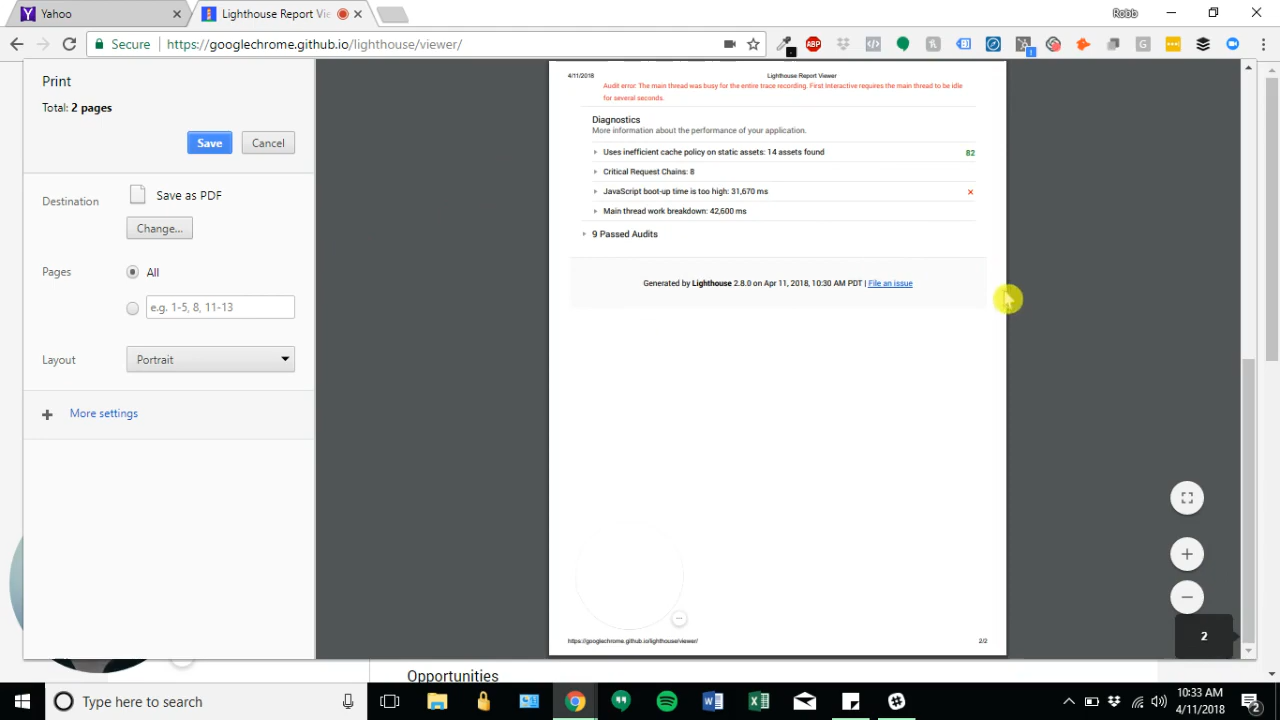 Yahoo
Lighthouse Report Vie
Robb
Secure
https://googlechrome.github.io/lighthouse/viewer/
ABP
G
1
Print
Total: 2 pages
Save
Cancel
Destination
Save as PDF
Change...
Pages
All
e.g. 1-5, 8, 11-13
Layout
Portrait
More settings
4/11/2018
Lighthouse Report Viewer
Audit error: The main thread was busy for the entire trace recording. First Interactive requires the main thread to be idle
for several seconds.
Diagnostics
More information about the performance of your application.
Uses inefficient cache policy on static assets: 14 assets found
82
Critical Request Chains: 8
JavaScript boot-up time is too high: 31,670 ms
Main thread work breakdown: 42,600 ms
9 Passed Audits
Generated by Lighthouse 2.8.0 on Apr 11, 2018, 10:30 AM PDT | File an issue
https://googlechrome.github.io/lighthouse/viewer/
2/2
2
Opportunities
Type here to search
10:33 AM
4/11/2018
2